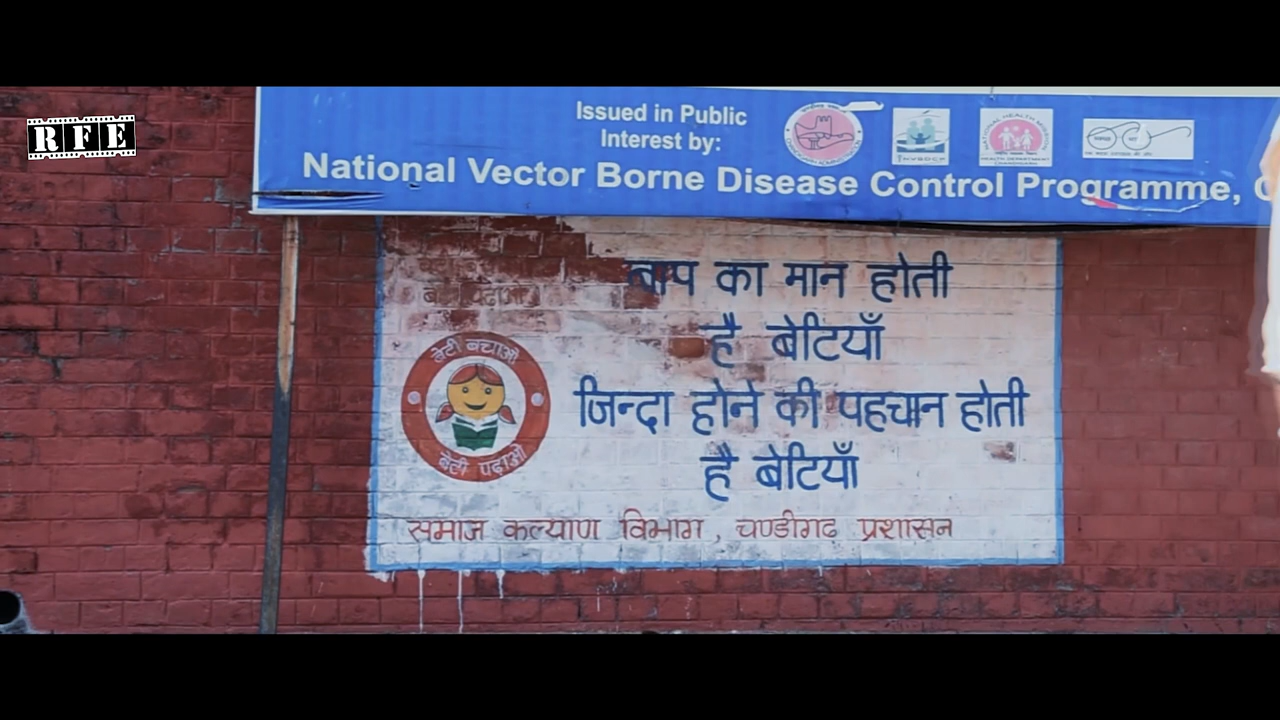 RFE
Issued in Public
Interest by:
National Vector Borne Disease Control Programme,
बाप का मान होती
है बेटियाँ
जिन्दा होने की पहचान होती
है बेटियाँ
बेटी बचाओ
बेटी पढ़ाओ
समाज कल्याण विभाग, चण्डीगढ प्रशासन